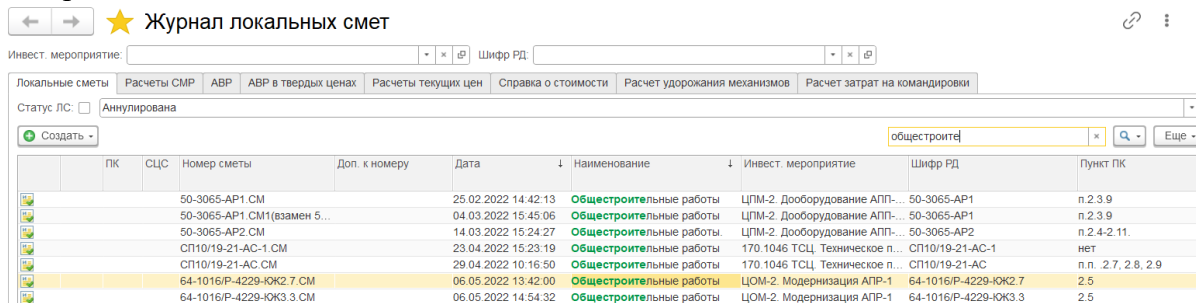 Журнал локальных смет
Инвест. мероприятие: Шифр РД:
Локальные сметы Расчеты СМР АВР АВР в твердых ценах Расчеты текущих цен Справка о стоимости Расчет удорожания механизмов Расчет затрат на командировки
Статус ЛС: Аннулирована
Создать общестроите Еще
ПК СЦС Номер сметы Доп. к номеру Дата ↓ Наименование ↓ Инвест. мероприятие Шифр РД Пункт ПК
50-3065-АР1.СМ 25.02.2022 14:42:13 Общестроительные работы ЦПМ-2. Дооборудование АПП-... 50-3065-АР1 п.2.3.9
50-3065-АР1.СМ1(взамен 5... 04.03.2022 15:45:06 Общестроительные работы ЦПМ-2. Дооборудование АПП-... 50-3065-АР1 п.2.3.9
50-3065-АР2.СМ 14.03.2022 15:24:27 Общестроительные работы. ЦПМ-2. Дооборудование АПП-... 50-3065-АР2 п.2.4-2.11.
СП10/19-21-АС-1.СМ 23.04.2022 15:23:19 Общестроительные работы 170.1046 ТСЦ. Техническое п... СП10/19-21-АС-1 нет
СП10/19-21-АС.СМ 29.04.2022 10:16:50 Общестроительные работы 170.1046 ТСЦ. Техническое п... СП10/19-21-АС п.п. .2.7, 2.8, 2.9
64-1016/Р-4229-КЖ2.7.СМ 06.05.2022 13:42:00 Общестроительные работы ЦОМ-2. Модернизация АПР-1 64-1016/Р-4229-КЖ2.7 2.5
64-1016/Р-4229-КЖ3.3.СМ 06.05.2022 14:54:32 Общестроительные работы ЦОМ-2. Модернизация АПР-1 64-1016/Р-4229-КЖ3.3 2.5